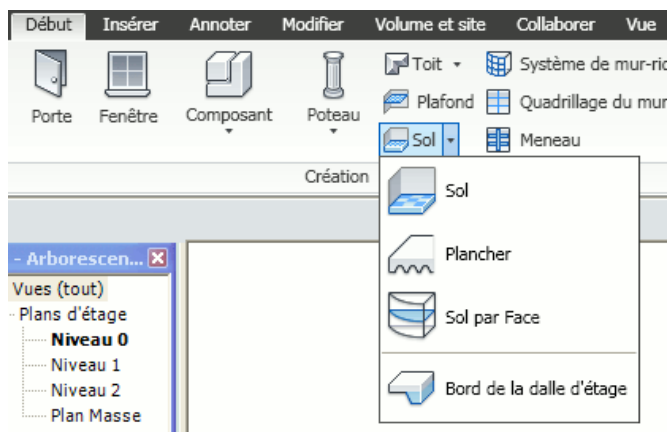 Début Insérer Annoter Modifier Volume et site Collaborer Vue
Toit Système de mur-ric
Plafond Quadrillage du mur
Porte Fenêtre Composant Poteau
Sol Meneau
Création
Sol
Plancher
Sol par Face
Bord de la dalle d'étage
- Arborescen...
Vues (tout)
Plans d'étage
Niveau 0
Niveau 1
Niveau 2
Plan Masse